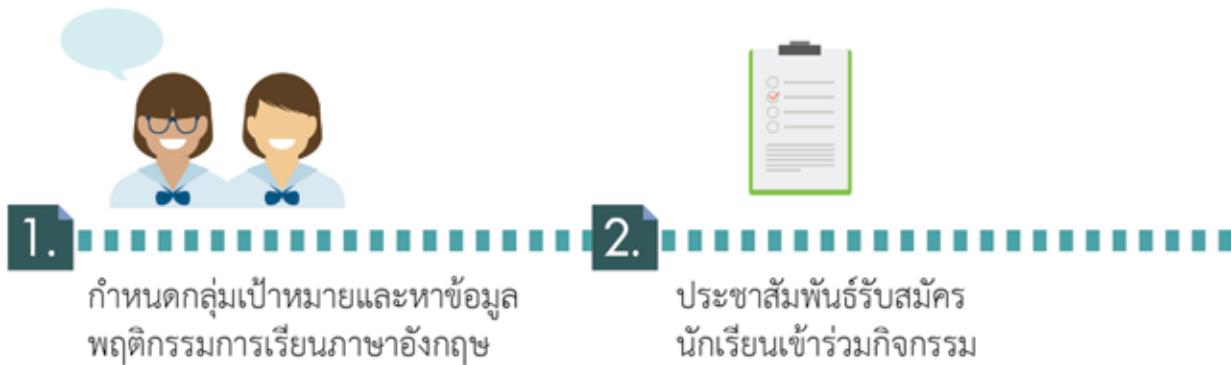 1.
กำหนดกลุ่มเป้าหมายและหาข้อมูล
พฤติกรรมการเรียนภาษาอังกฤษ
2.
ประชาสัมพันธ์รับสมัคร
นักเรียนเข้าร่วมกิจกรรม